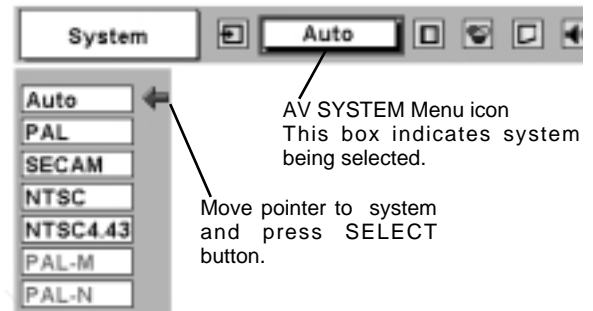 System
Auto
Auto
PAL
SECAM
NTSC
NTSC4.43
PAL-M
PAL-N
AV SYSTEM Menu icon
This box indicates system
being selected.
Move pointer to system
and press SELECT
button.